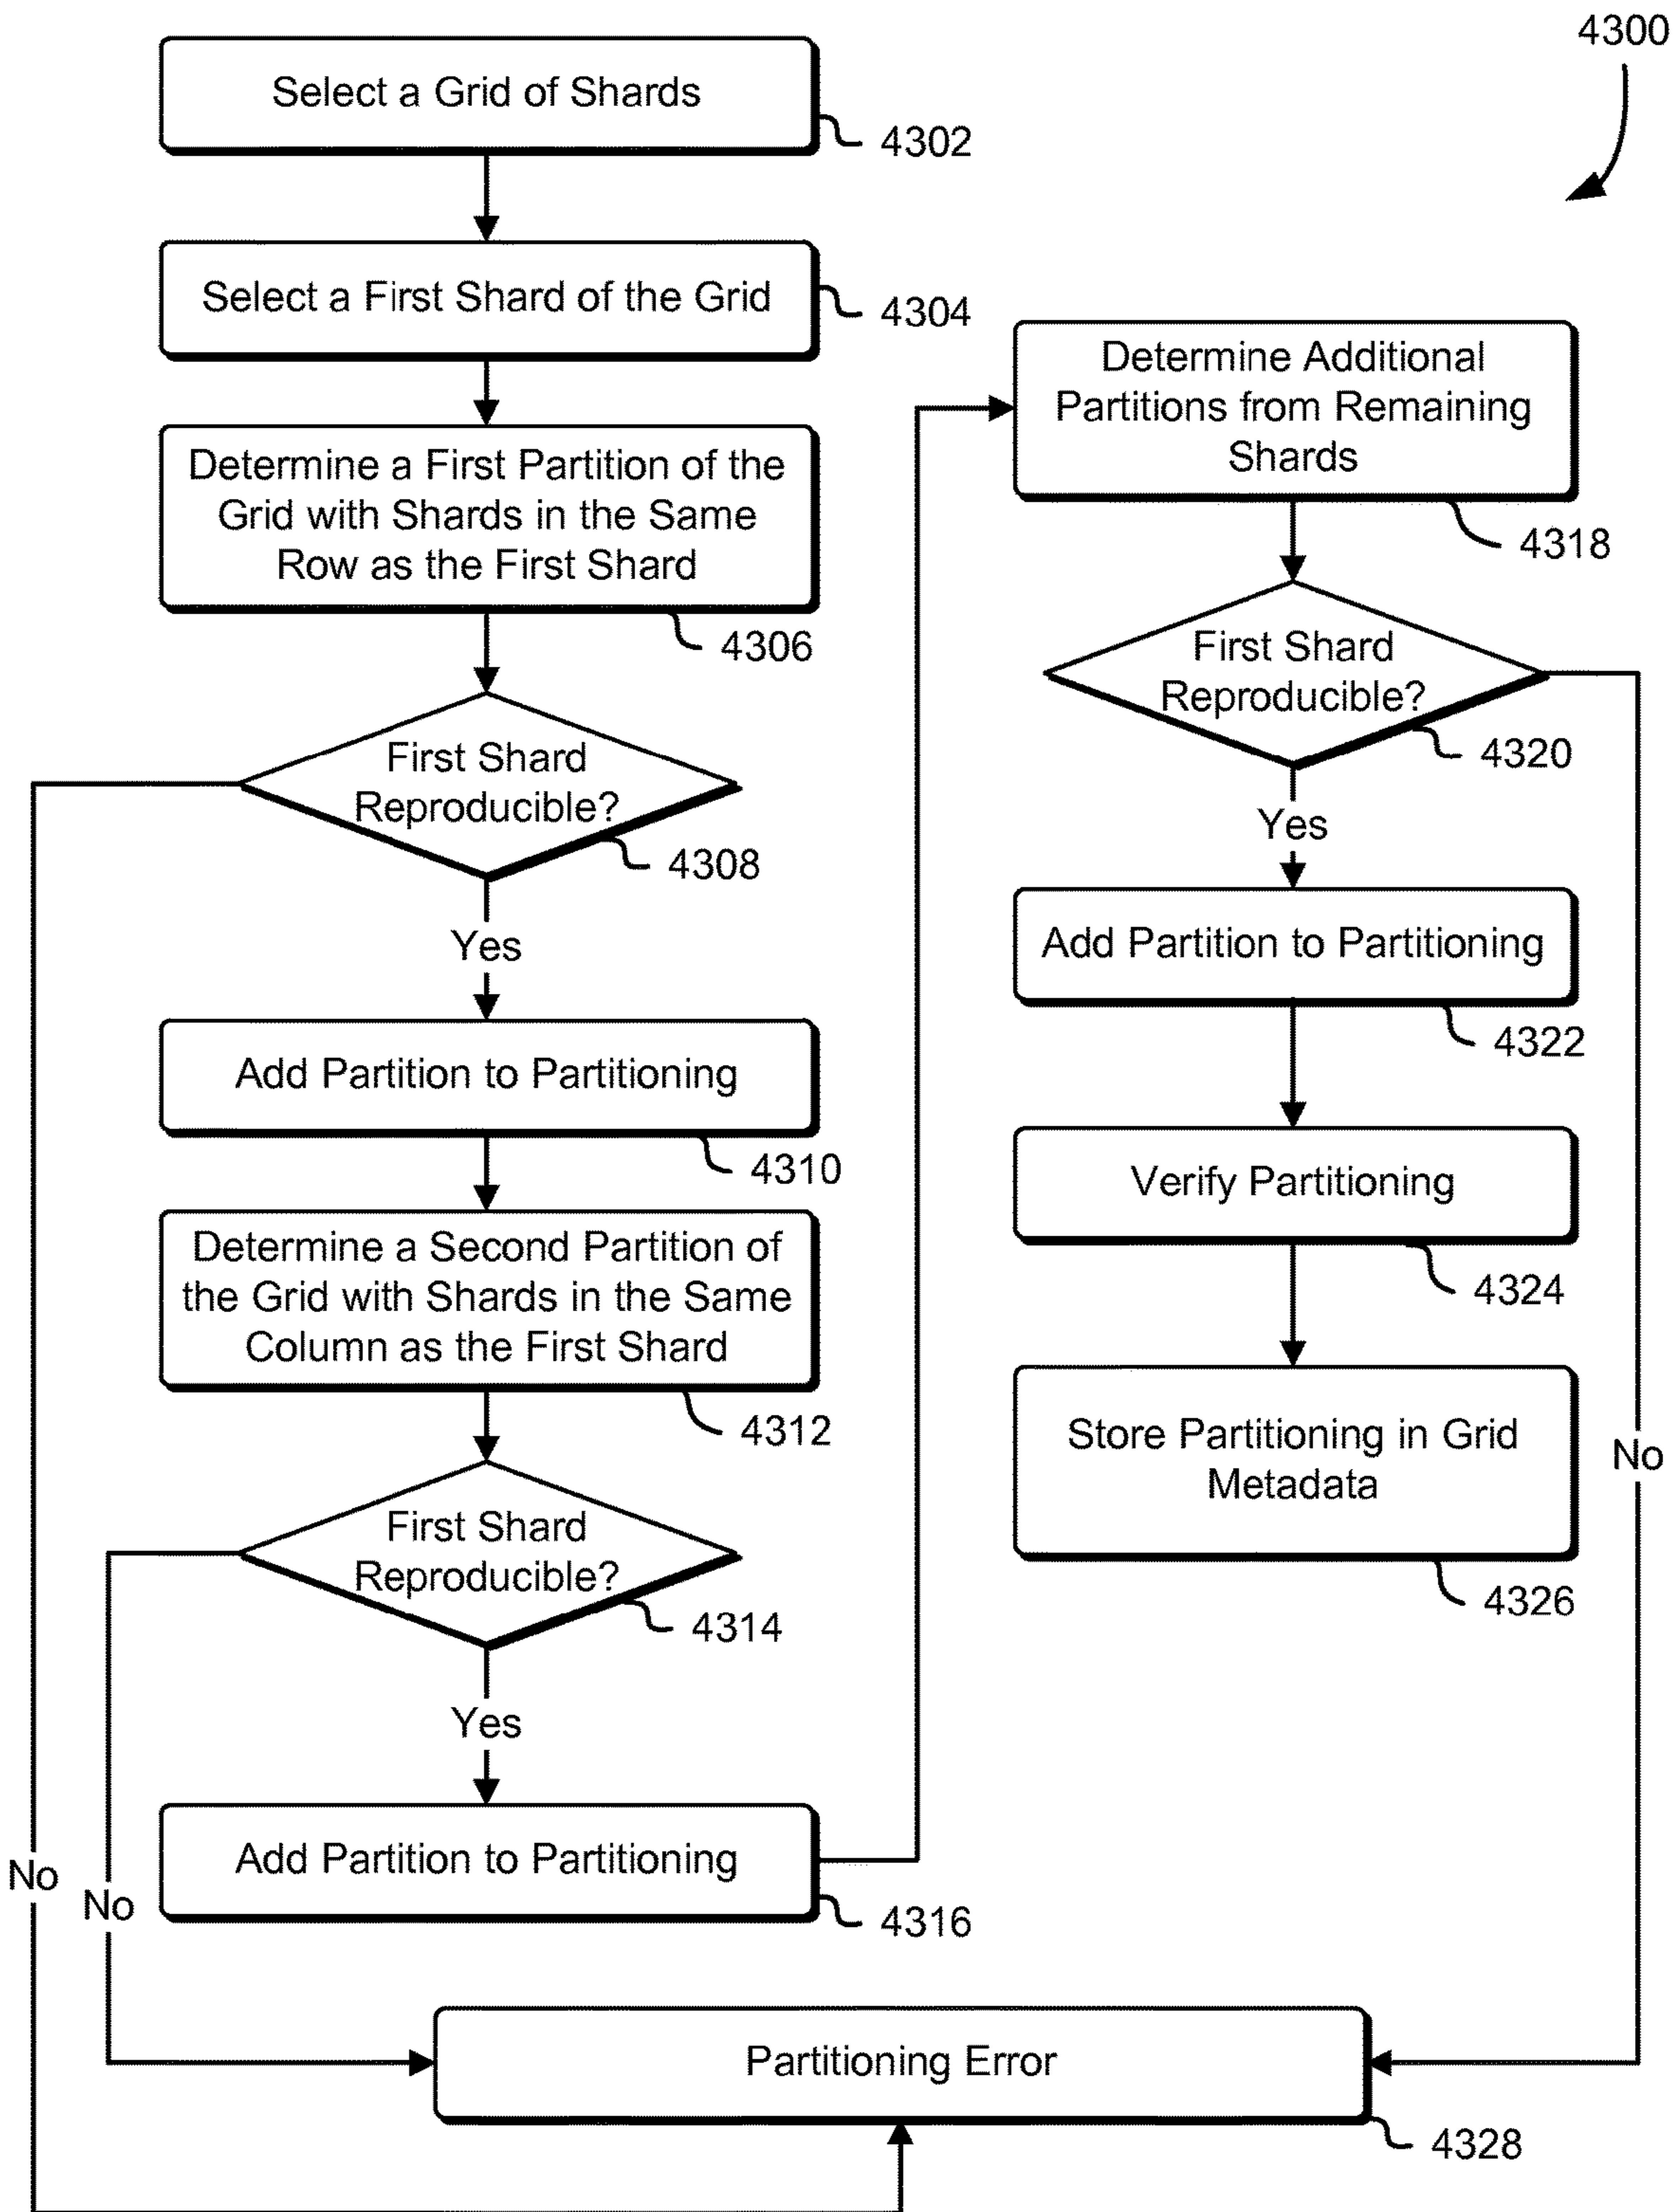 4300
Select a Grid of Shards
4302
Select a First Shard of the Grid
4304
Determine a First Partition of the
Grid with Shards in the Same
Row as the First Shard
4306
First Shard
Reproducible?
4308
Yes
No
Add Partition to Partitioning
4310
Determine a Second Partition of
the Grid with Shards in the Same
Column as the First Shard
4312
First Shard
Reproducible?
4314
Yes
No
Add Partition to Partitioning
4316
Determine Additional
Partitions from Remaining
Shards
4318
First Shard
Reproducible?
4320
Yes
No
Add Partition to Partitioning
4322
Verify Partitioning
4324
Store Partitioning in Grid
Metadata
4326
Partitioning Error
4328